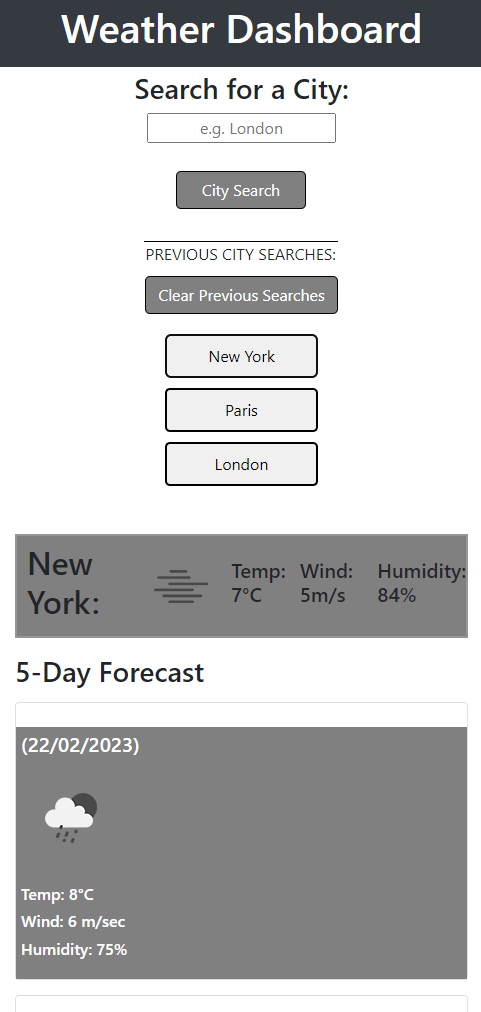 Weather Dashboard
Search for a City:
e.g. London
City Search
PREVIOUS CITY SEARCHES:
Clear Previous Searches
New York
Paris
London
New
York:
Temp:
7°C
Wind:
5m/s
Humidity:
84%
5-Day Forecast
(22/02/2023)
Temp: 8°C
Wind: 6 m/sec
Humidity: 75%